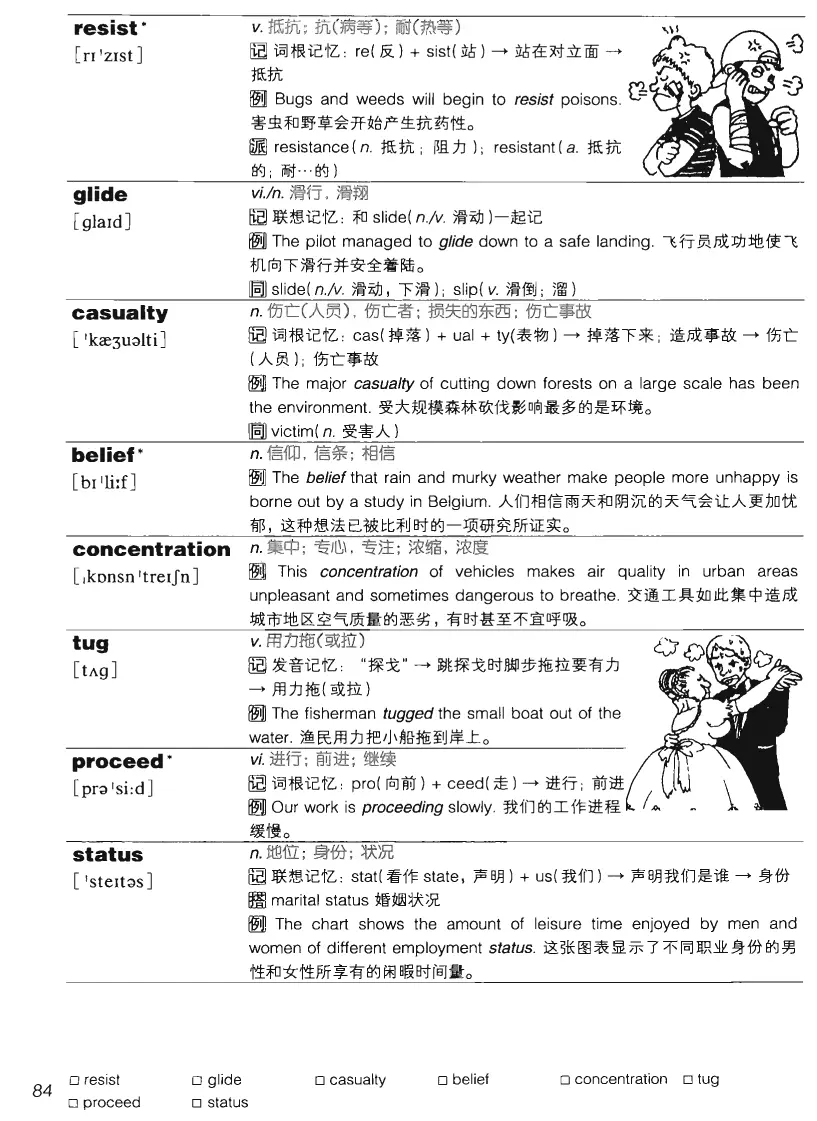 resist*
[rɪˈzɪst]
v. 抵抗；抗(病等)；耐(热等)
记 词根记忆：re(反) + sist(站) → 站在对立面 →
抵抗
例 Bugs and weeds will begin to resist poisons.
害虫和野草会开始产生抗药性。
派 resistance(n. 抵抗；阻力)；resistant(a. 抵抗
的；耐…的)
glide
[glaɪd]
vi./n. 滑行，滑翔
记 联想记忆：和 slide(n./v. 滑动)一起记
例 The pilot managed to glide down to a safe landing. 飞行员成功地使飞
机向下滑行并安全着陆。
同 slide(n./v. 滑动，下滑)；slip(v. 滑倒；溜)
casualty
[ˈkæʒuəlti]
n. 伤亡(人员)，伤亡者；损失的东西；伤亡事故
记 词根记忆：cas(掉落) + ual + ty(表物) → 掉落下来；造成事故 → 伤亡
(人员)；伤亡事故
例 The major casualty of cutting down forests on a large scale has been
the environment. 受大规模森林砍伐影响最多的是环境。
同 victim(n. 受害人)
belief*
[bɪˈliːf]
n. 信仰，信条；相信
例 The belief that rain and murky weather make people more unhappy is
borne out by a study in Belgium. 人们相信雨天和阴沉的天气会让人更加忧
郁，这种想法已被比利时的一项研究所证实。
concentration
[ˌkɒnsnˈtreɪʃn]
n. 集中；专心，专注；浓缩，浓度
例 This concentration of vehicles makes air quality in urban areas
unpleasant and sometimes dangerous to breathe. 交通工具如此集中造成
城市地区空气质量的恶劣，有时甚至不宜呼吸。
tug
[tʌg]
v. 用力拖(或拉)
记 发音记忆：“探戈” → 跳探戈时脚步拖拉要有力
→ 用力拖(或拉)
例 The fisherman tugged the small boat out of the
water. 渔民用力把小船拖到岸上。
proceed*
[prəˈsiːd]
vi. 进行；前进；继续
记 词根记忆：pro(向前) + ceed(走) → 进行；前进
例 Our work is proceeding slowly. 我们的工作进程
缓慢。
status
[ˈsteɪtəs]
n. 地位；身份；状况
记 联想记忆：stat(看作 state，声明) + us(我们) → 声明我们是谁 → 身份
搭 marital status 婚姻状况
例 The chart shows the amount of leisure time enjoyed by men and
women of different employment status. 这张图表显示了不同职业身份的男
性和女性所享有的闲暇时间量。
84
□ resist □ glide □ casualty □ belief □ concentration □ tug
□ proceed □ status